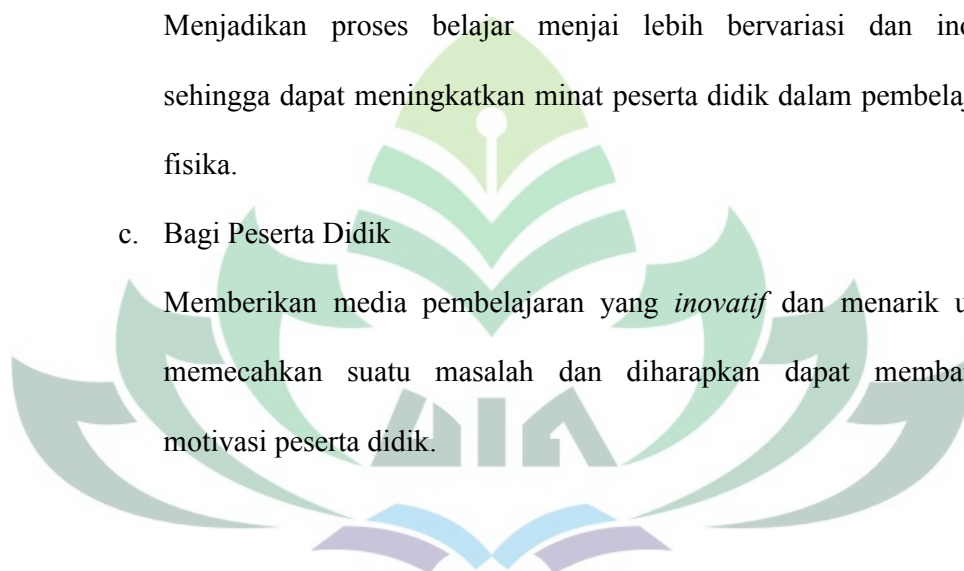 Menjadikan proses belajar menjai lebih bervariasi dan
sehingga dapat meningkatkan minat peserta didik dalam
fisika.
c. Bagi Peserta Didik
Memberikan media pembelajaran yang inovatif dan menarik
memecahkan suatu masalah dan diharapkan dapat
motivasi peserta didik.
UIN